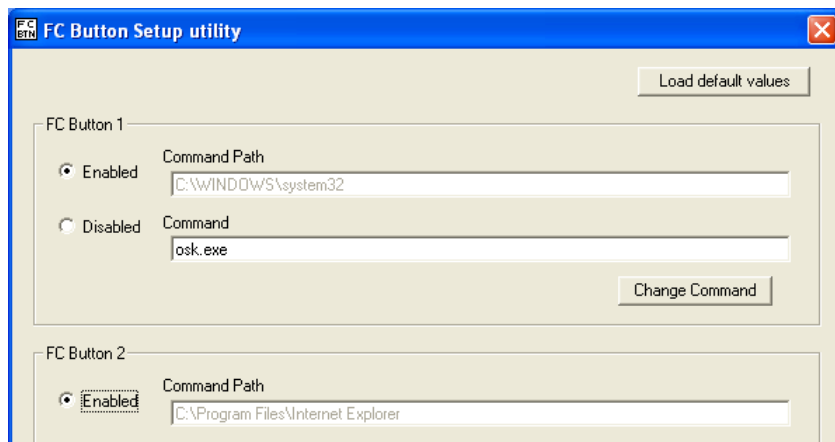 FC BTN FC Button Setup utility
Load default values
FC Button 1
Enabled
Command Path
C:\WINDOWS\system32
Disabled
Command
osk.exe
Change Command
FC Button 2
Enabled
Command Path
C:\Program Files\Internet Explorer